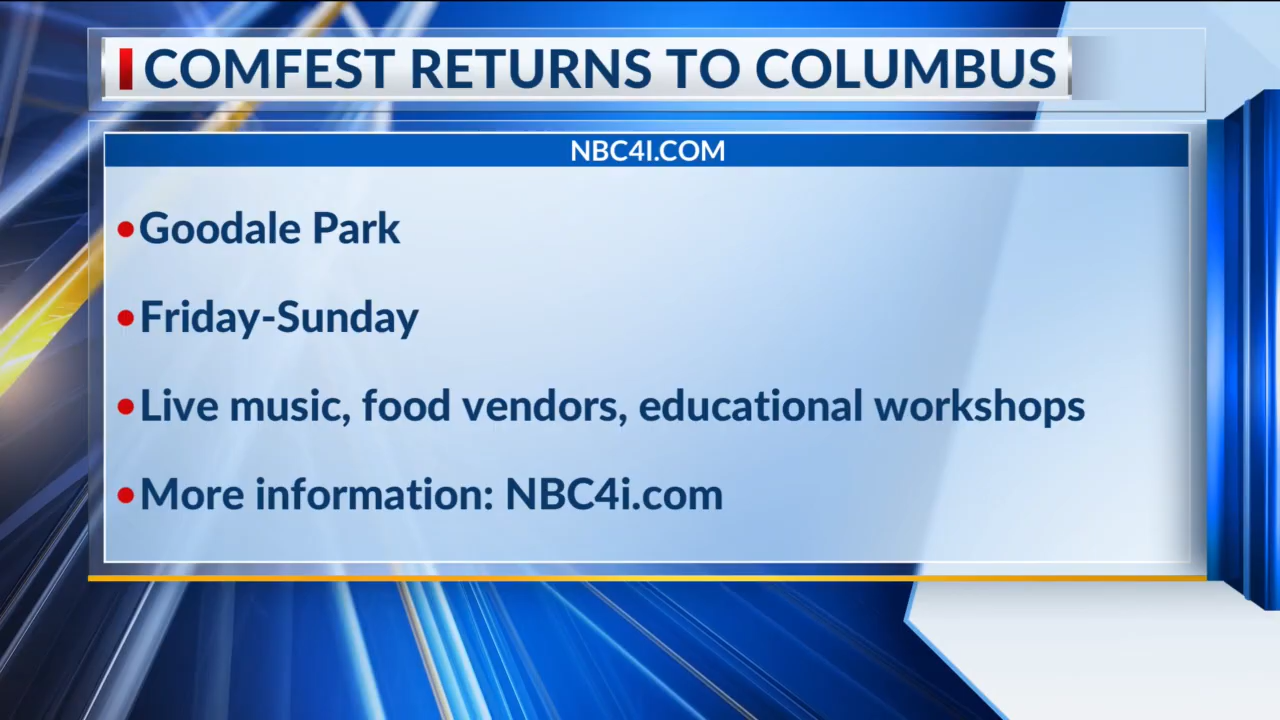 COMFEST RETURNS TO COLUMBUS
NBC4I.COM
•Goodale Park
•Friday-Sunday
•Live music, food vendors, educational workshops
•More information: NBC4i.com